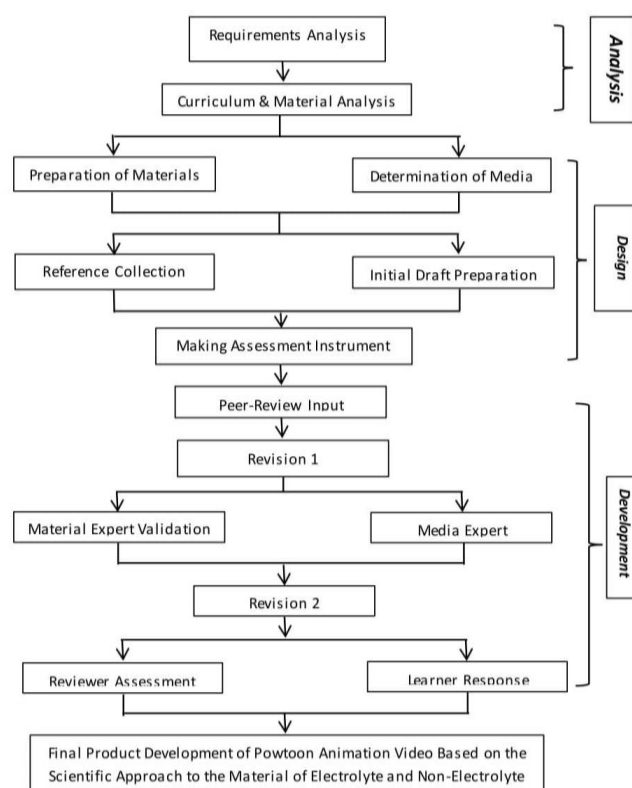 Requirements Analysis
Analysis
Curriculum & Material Analysis
Preparation of Materials
Determination of Media
Design
Reference Collection
Initial Draft Preparation
Making Assessment Instrument
Peer-Review Input
Revision 1
Development
Material Expert Validation
Media Expert
Revision 2
Reviewer Assessment
Learner Response
Final Product Development of Powtoon Animation Video Based on the
Scientific Approach to the Material of Electrolyte and Non-Electrolyte